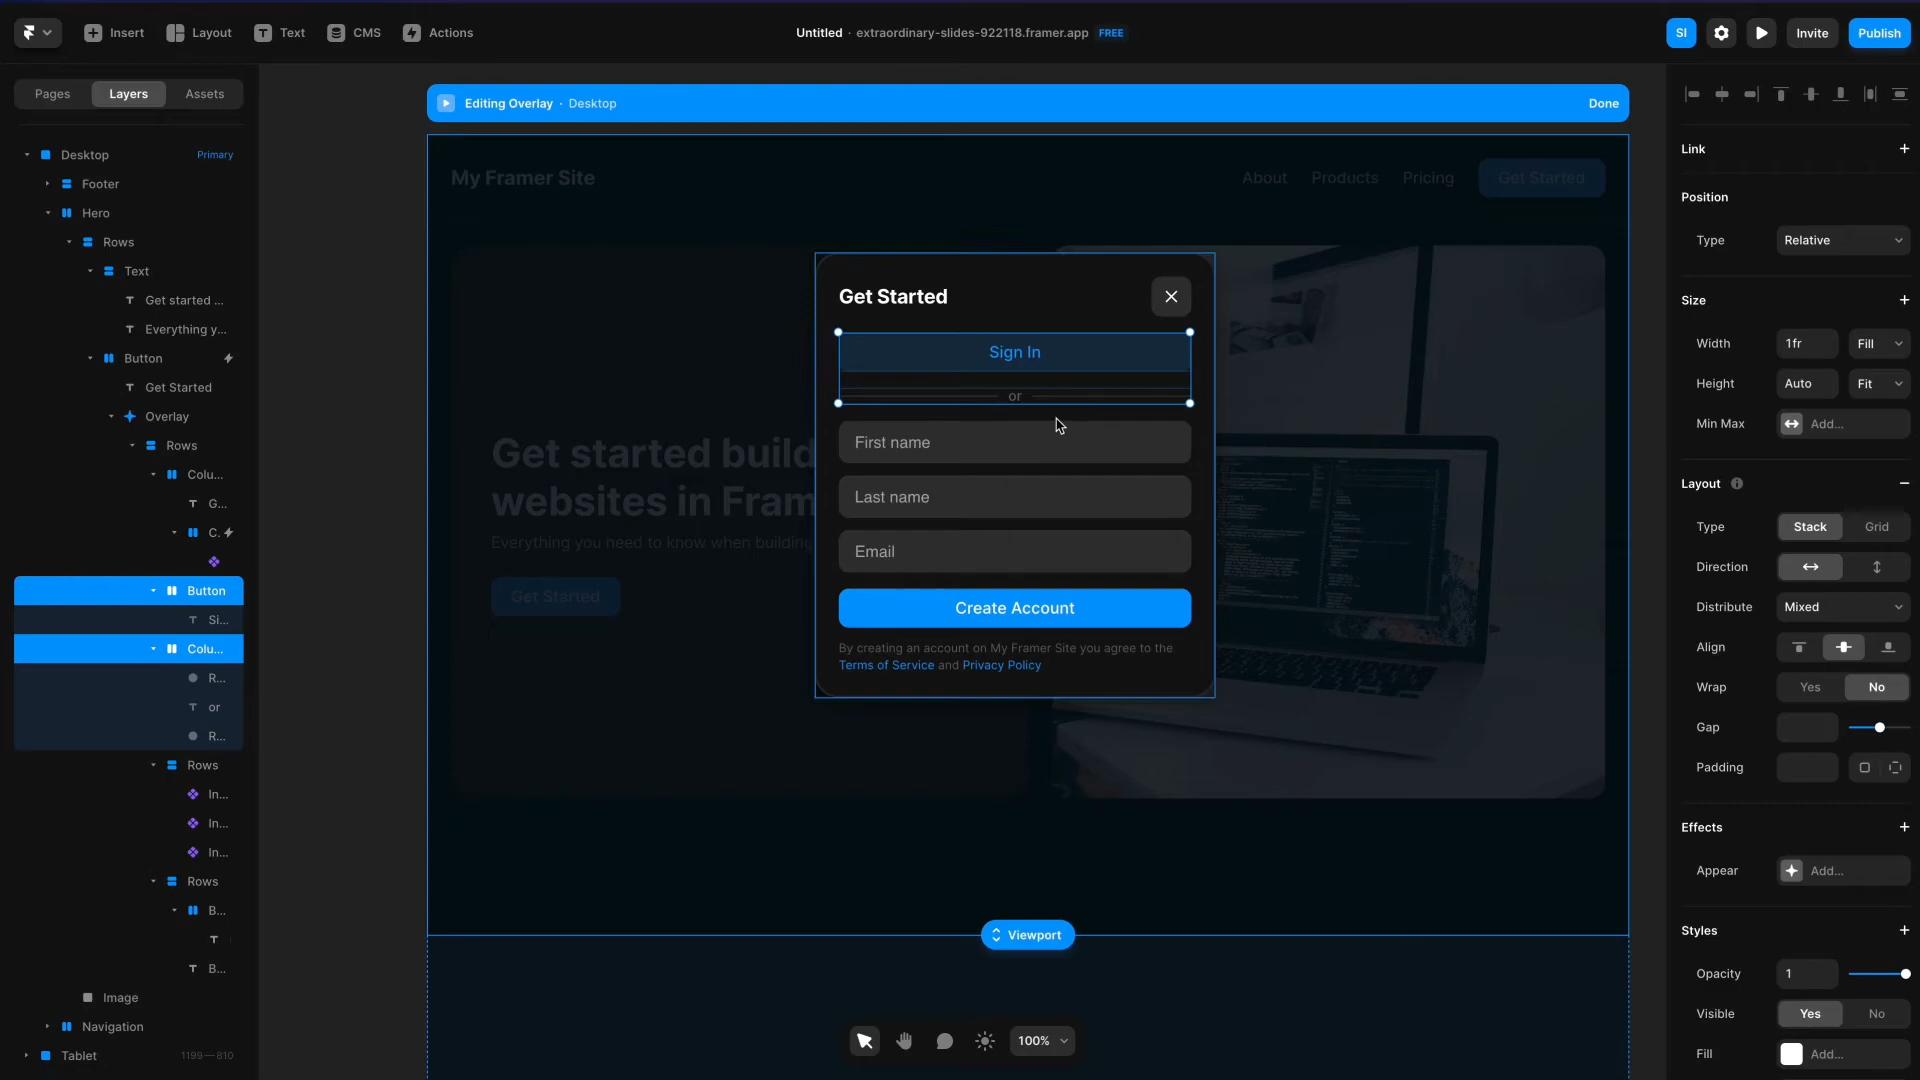 Insert
Layout
Text
CMS
Actions
Untitled · extraordinary-slides-922118.framer.app FREE
SI
Invite
Publish
Pages
Layers
Assets
Desktop
Primary
Footer
Hero
Rows
Text
Get started ...
Everything y...
Button
Get Started
Overlay
Rows
Colu...
G...
C.
Button
Si...
Colu...
R...
or
R...
Rows
In...
In...
In...
Rows
B...
B...
Image
Navigation
Tablet
1199—810
Editing Overlay · Desktop
Done
My Framer Site
About
Products
Pricing
Get Started
Get started build
websites in Fram
Everything you need to know when building
Get Started
Get Started
Sign In
or
First name
Last name
Email
Create Account
By creating an account on My Framer Site you agree to the
Terms of Service and Privacy Policy
Viewport
100%
Link
Position
Type
Relative
Size
Width
1fr
Fill
Height
Auto
Fit
Min Max
Add...
Layout
Type
Stack
Grid
Direction
Distribute
Mixed
Align
Wrap
Yes
No
Gap
Padding
Effects
Appear
Add...
Styles
Opacity
1
Visible
Yes
No
Fill
Add...